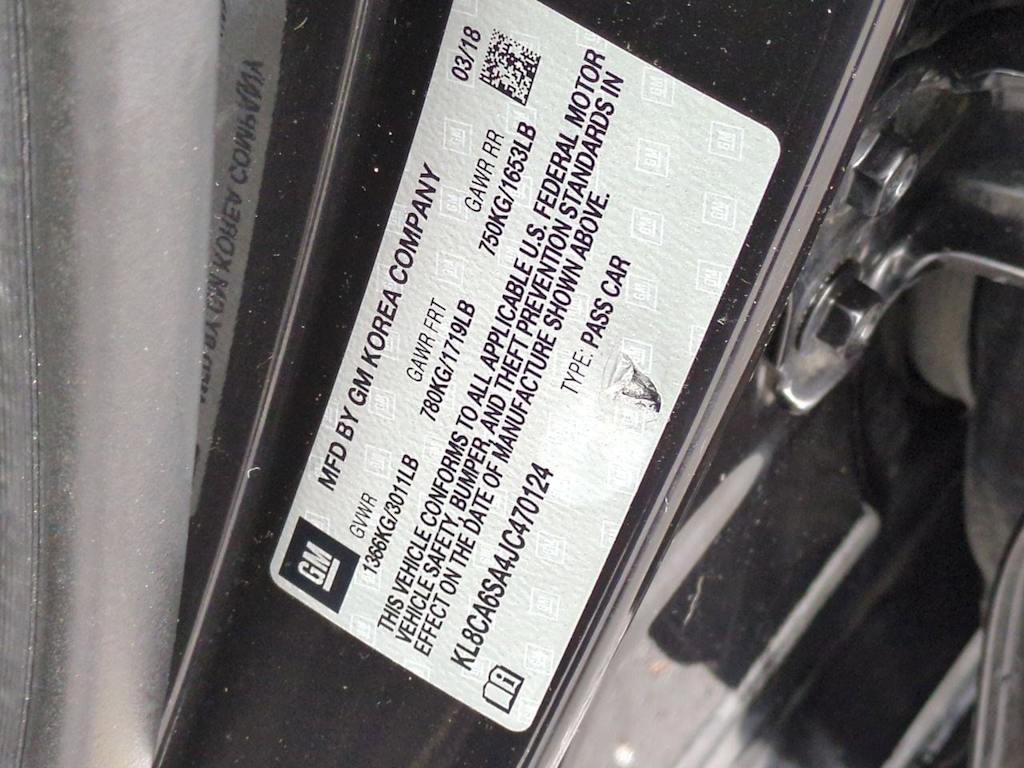 GM
MFD BY GM KOREA COMPANY
03/18
GVWR
GAWR FRT
GAWR RR
1366KG/3011LB
780KG/1719LB
750KG/1653LB
THIS VEHICLE CONFORMS TO ALL APPLICABLE U.S. FEDERAL MOTOR
VEHICLE SAFETY, BUMPER, AND THEFT PREVENTION STANDARDS IN
EFFECT ON THE DATE OF MANUFACTURE SHOWN ABOVE.
KL8CA6SA4JC470124
TYPE: PASS CAR